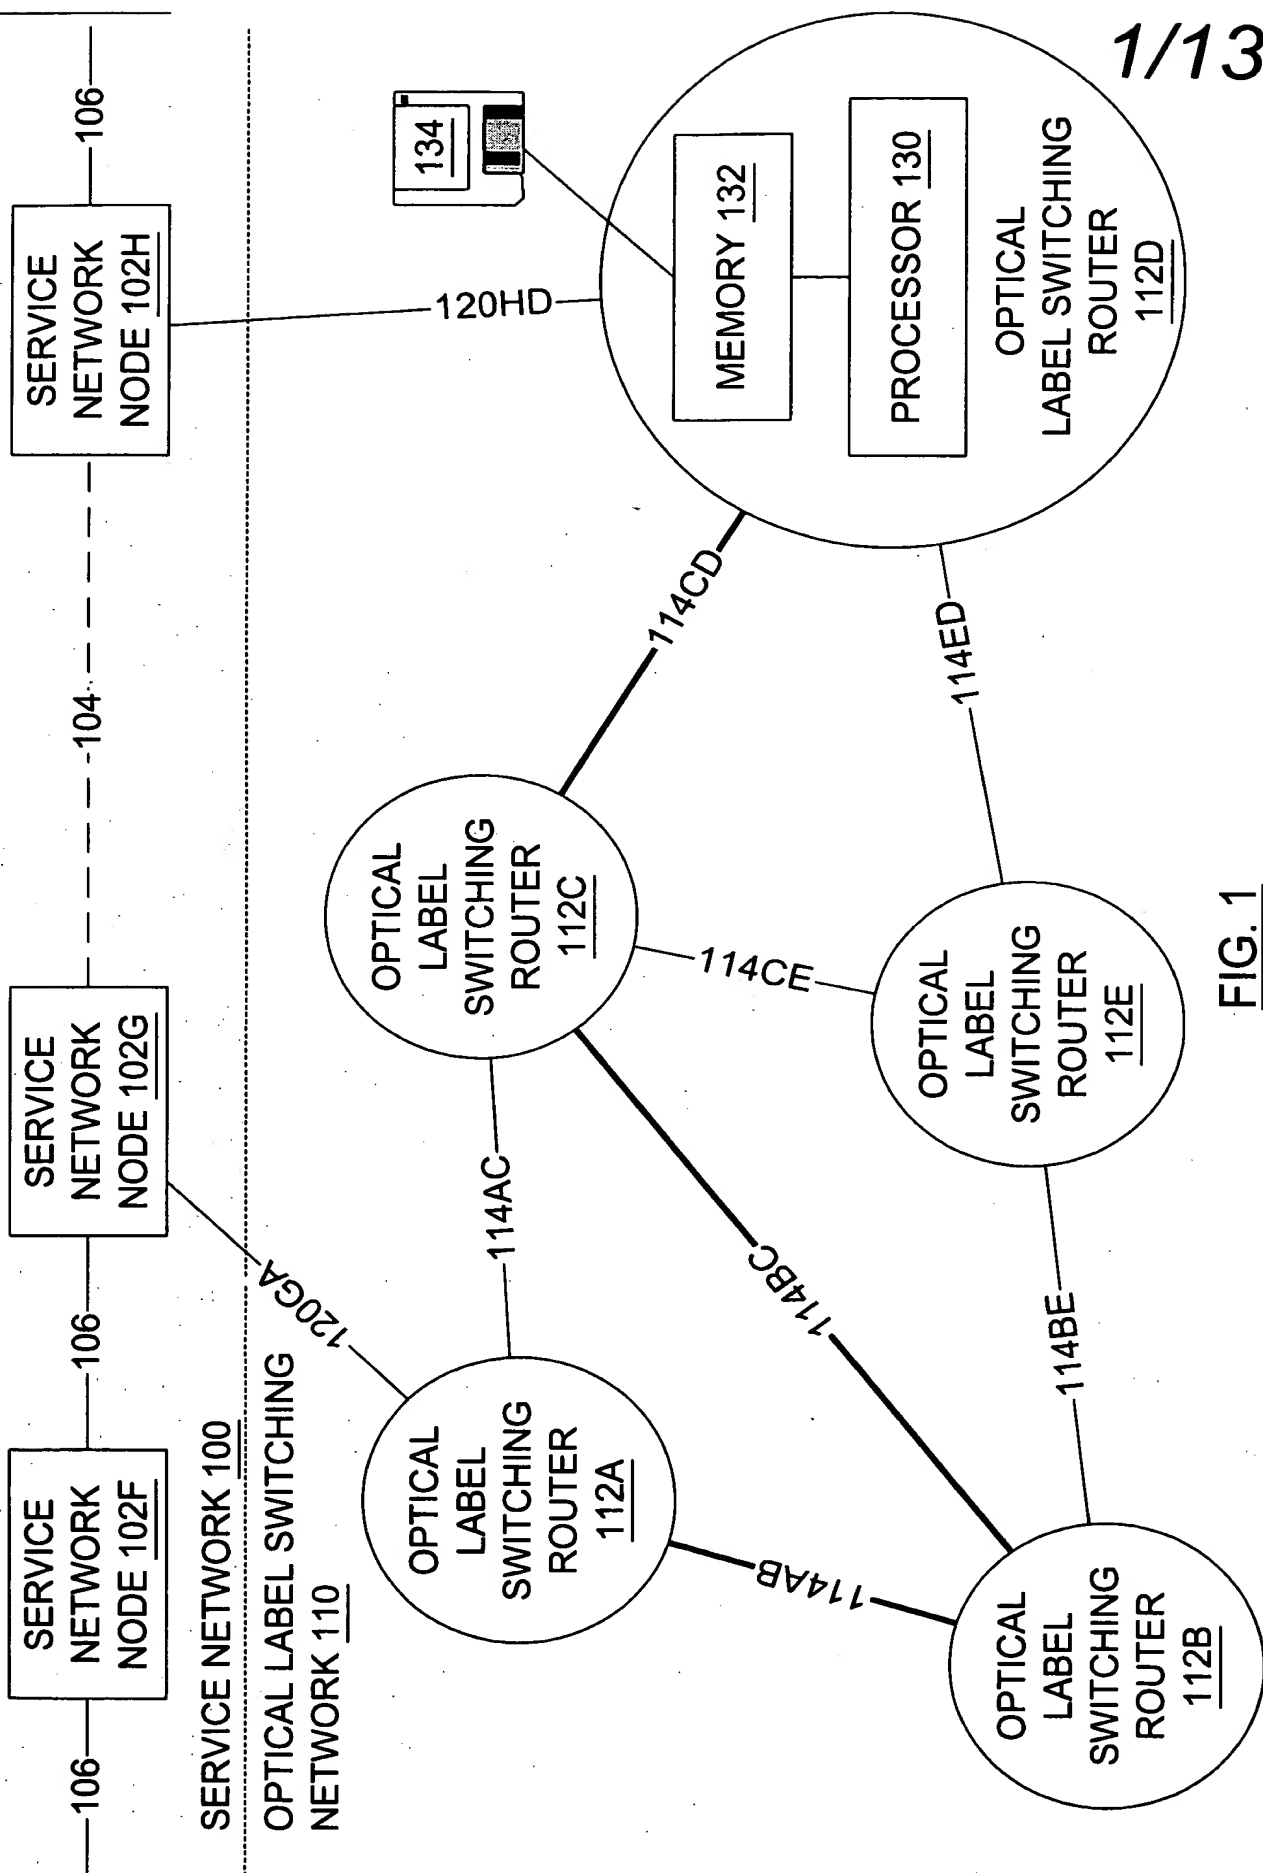 1/13
106
SERVICE
NETWORK
NODE 102F
106
SERVICE
NETWORK
NODE 102G
104
SERVICE
NETWORK
NODE 102H
106
SERVICE NETWORK 100
OPTICAL LABEL SWITCHING
NETWORK 110
120GA
120HD
134
OPTICAL
LABEL
SWITCHING
ROUTER
112A
114AC
OPTICAL
LABEL
SWITCHING
ROUTER
112C
114CD
MEMORY 132
PROCESSOR 130
OPTICAL
LABEL SWITCHING
ROUTER
112D
114AB
114BC
114CE
114ED
OPTICAL
LABEL
SWITCHING
ROUTER
112B
114BE
OPTICAL
LABEL
SWITCHING
ROUTER
112E
FIG. 1